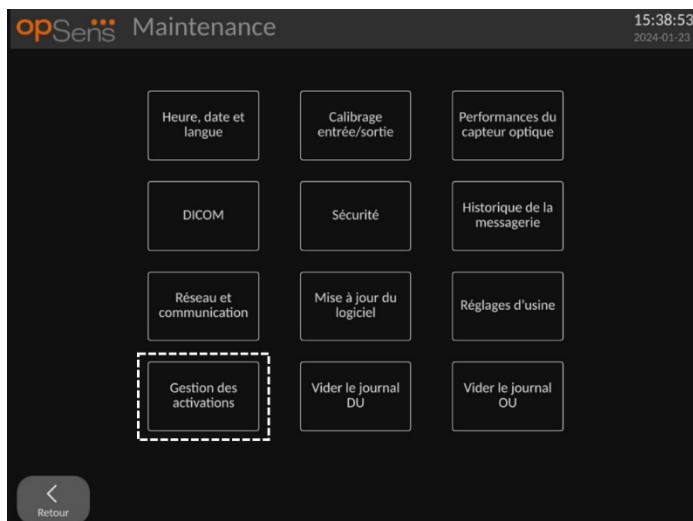 opSens Maintenance
15:38:53
2024-01-23
Heure, date et
langue
Calibrage
entrée/sortie
Performances du
capteur optique
DICOM
Sécurité
Historique de la
messagerie
Réseau et
communication
Mise à jour du
logiciel
Réglages d'usine
Gestion des
activations
Vider le journal
DU
Vider le journal
OU
Retour